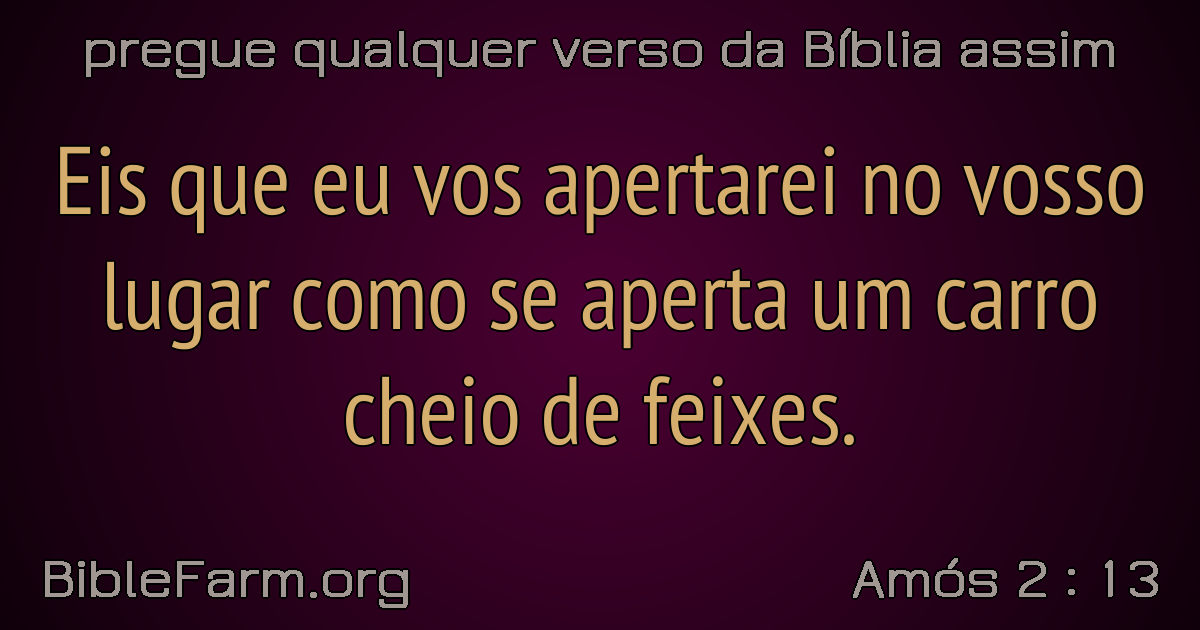 pregue qualquer verso da Bíblia assim
Eis que eu vos apertarei no vosso
lugar como se aperta um carro
cheio de feixes.
BibleFarm.org
Amós 2 : 13